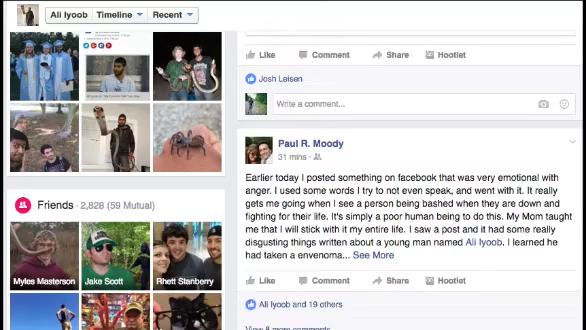 Ali Iyoob
Timeline
Recent
Like Comment Share Hootlet
Josh Leisen
Write a comment...
Paul R. Moody
31 mins ·
Earlier today I posted something on facebook that was very emotional with
anger. I used some words I try to not even speak, and went with it. It really
gets me going when I see a person being bashed when they are down and
fighting for their life. It's simply a poor human being to do this. My Mom taught
me that I will stick with it my entire life. I saw a post and it had some really
disgusting things written about a young man named Ali Iyoob. I learned he
had taken a envenoma... See More
Like Comment Share Hootlet
Ali Iyoob and 19 others
View 8 more comments
Friends · 2,828 (59 Mutual)
Myles Masterson
Jake Scott
Rhett Stanberry